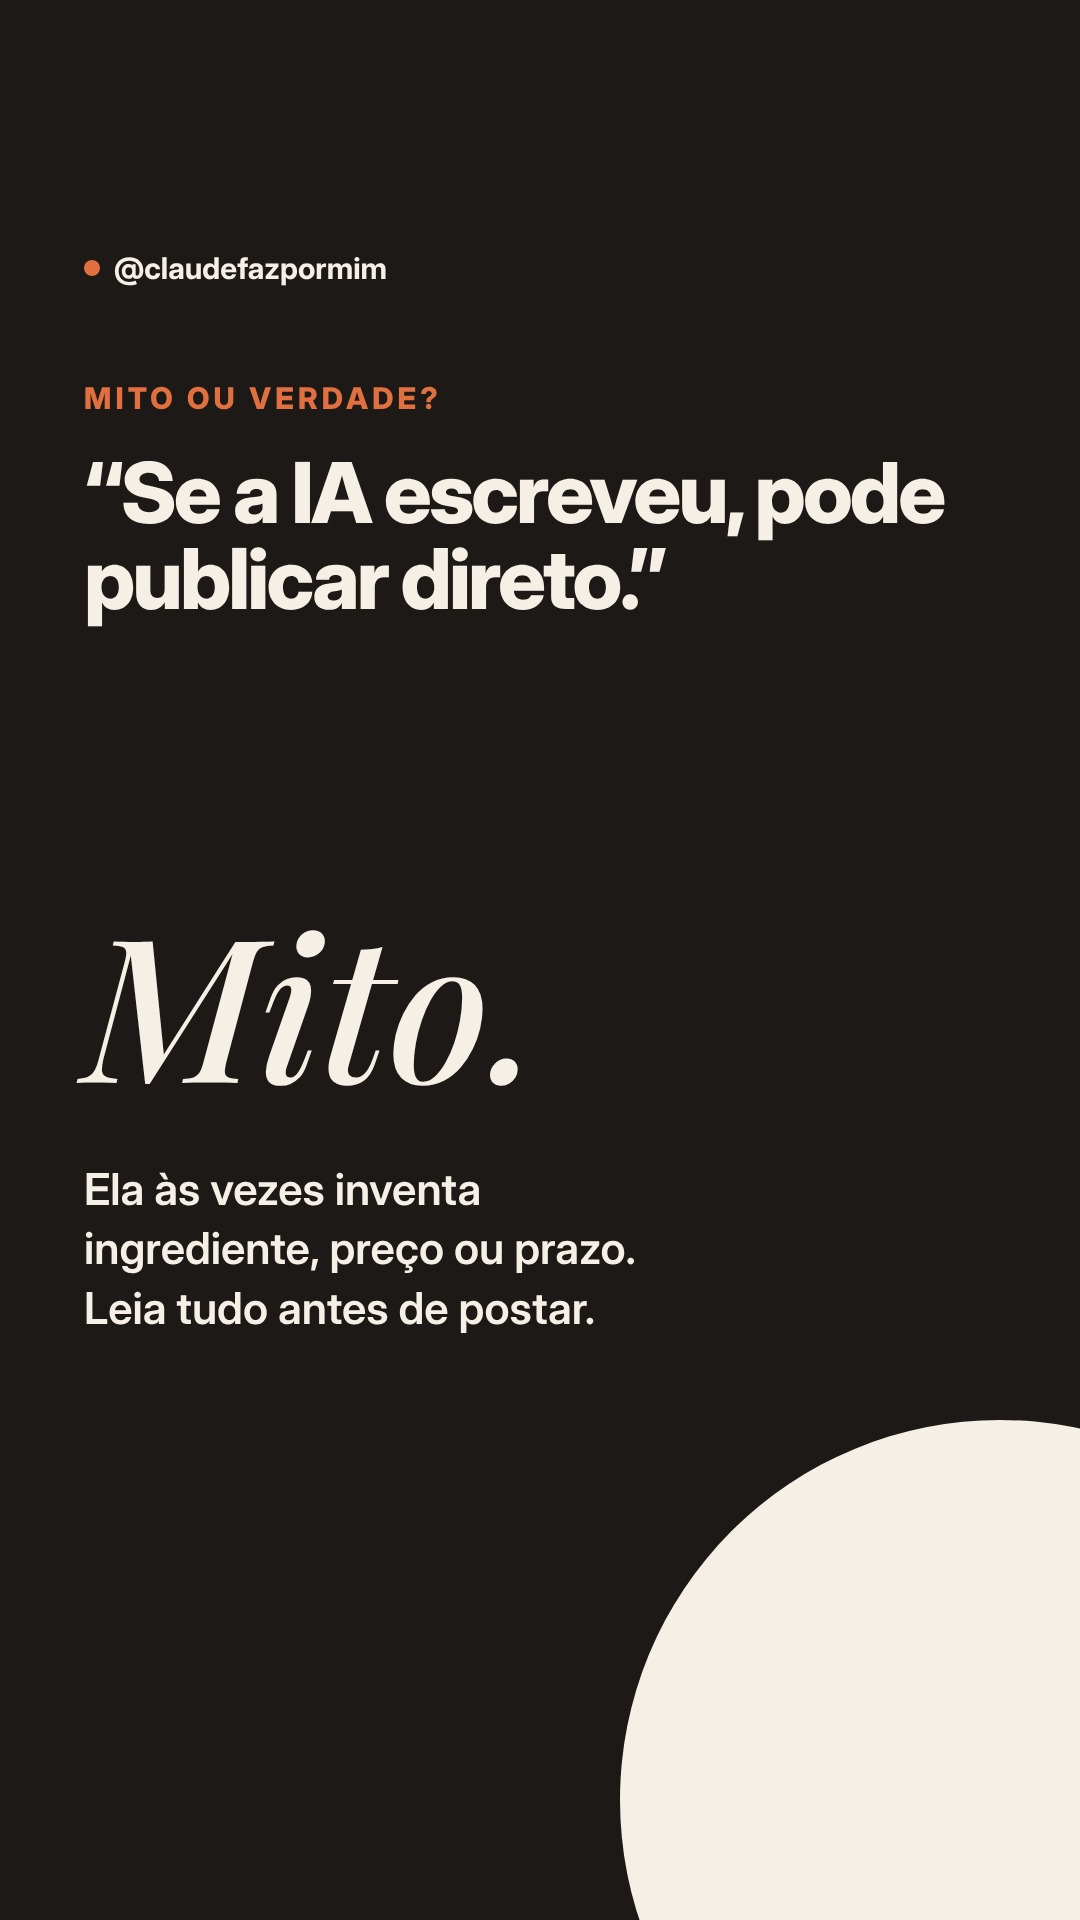 @claudefazpormim
MITO OU VERDADE?
“Se a IA escreveu, pode
publicar direto.”
Mito.
Ela às vezes inventa
ingrediente, preço ou prazo.
Leia tudo antes de postar.